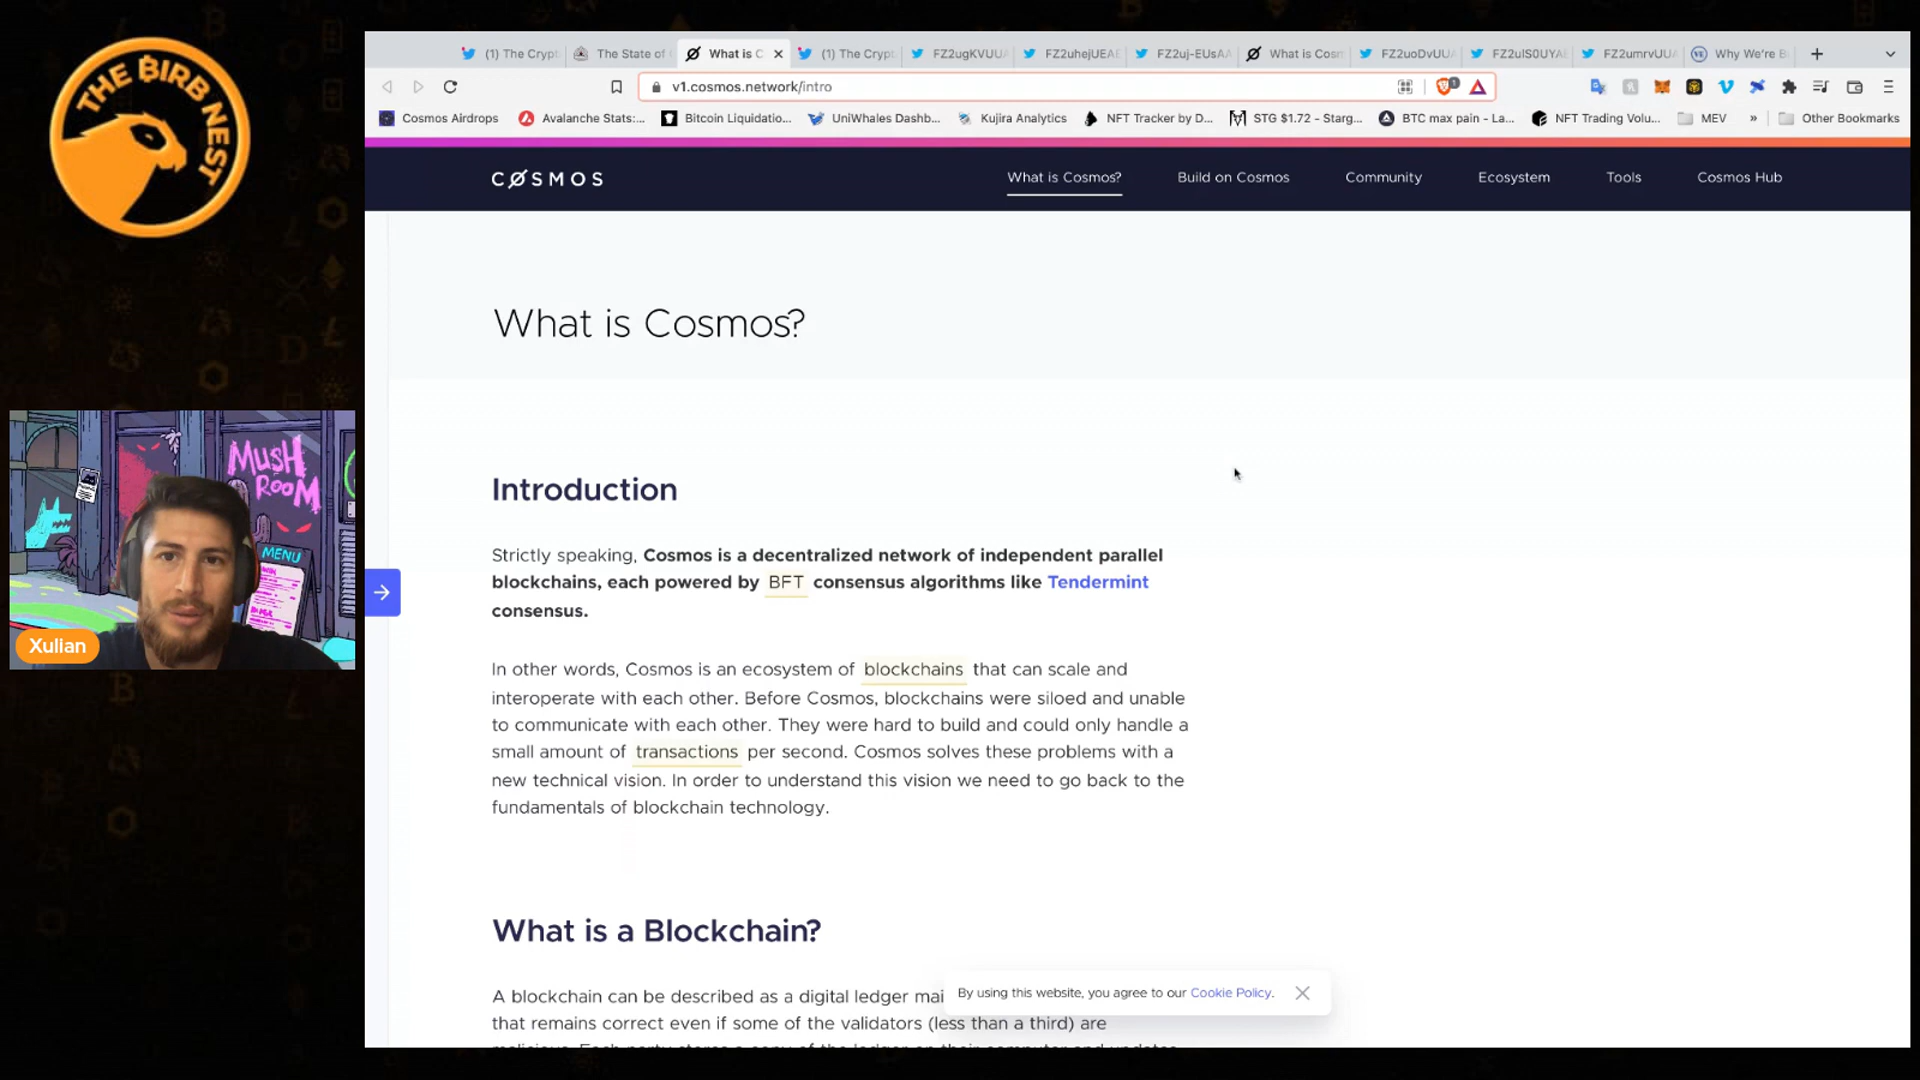 THE BIRB NEST
(1) The Crypt
The State of
What is C
(1) The Cryp
FZ2ugKVUU
FZ2uhejUEAE
FZ2uj-EUsAA
What is Cosm
FZ2uoDvUU
FZ2ulS0UYAE
FZ2umrvUUA
Why We're B
v1.cosmos.network/intro
Cosmos Airdrops
Avalanche Stats:...
Bitcoin Liquidatio...
UniWhales Dashb...
Kujira Analytics
NFT Tracker by D...
STG $1.72 - Starg...
BTC max pain - La...
NFT Trading Volu...
MEV
»
Other Bookmarks
COSMOS
What is Cosmos?
Build on Cosmos
Community
Ecosystem
Tools
Cosmos Hub
What is Cosmos?
Introduction
Strictly speaking, Cosmos is a decentralized network of independent parallel
blockchains, each powered by BFT consensus algorithms like Tendermint
consensus.
In other words, Cosmos is an ecosystem of blockchains that can scale and
interoperate with each other. Before Cosmos, blockchains were siloed and unable
to communicate with each other. They were hard to build and could only handle a
small amount of transactions per second. Cosmos solves these problems with a
new technical vision. In order to understand this vision we need to go back to the
fundamentals of blockchain technology.
What is a Blockchain?
A blockchain can be described as a digital ledger mai
that remains correct even if some of the validators (less than a third) are
By using this website, you agree to our Cookie Policy.
MUSH
ROOM
MENU
Xulian